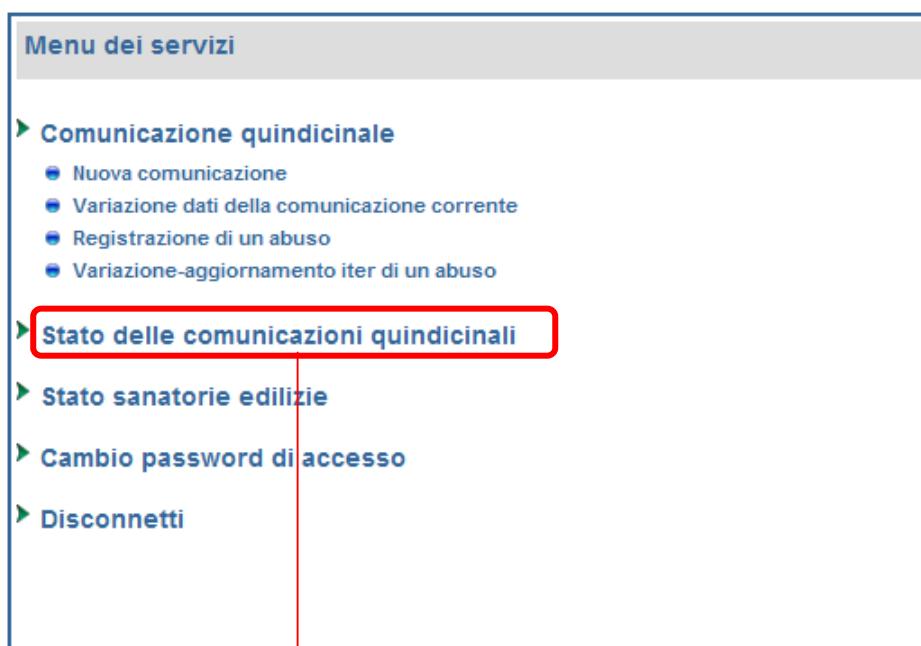 Menu dei servizi
Comunicazione quindicinale
Nuova comunicazione
Variazione dati della comunicazione corrente
Registrazione di un abuso
Variazione-aggiornamento iter di un abuso
Stato delle comunicazioni quindicinali
Stato sanatorie edilizie
Cambio password di accesso
Disconnetti